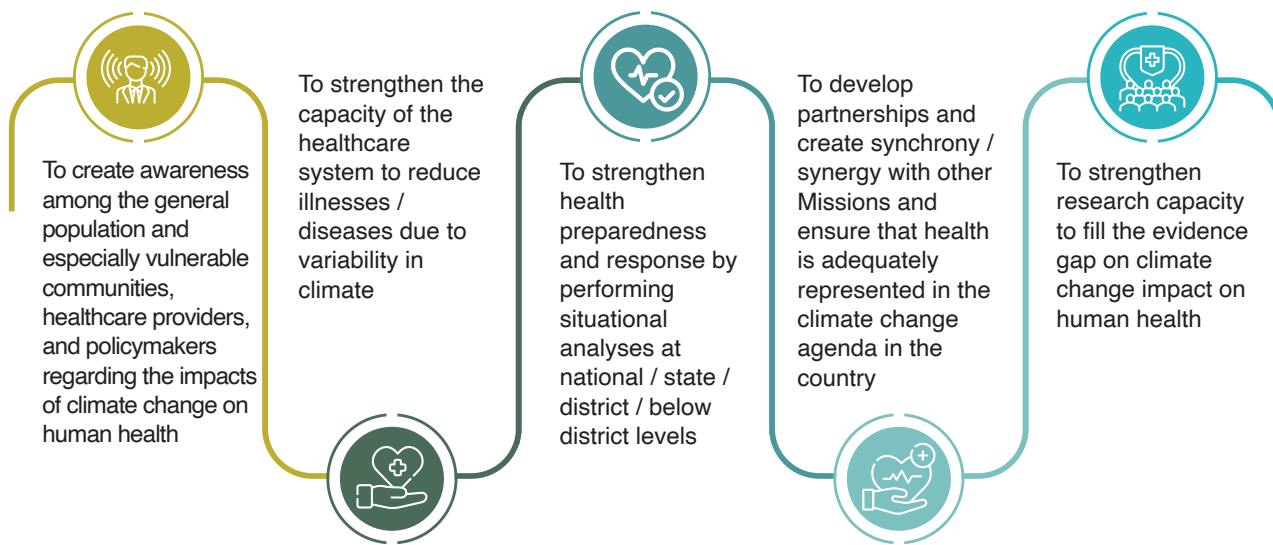 To create awareness
among the general
population and
especially vulnerable
communities,
healthcare providers,
and policymakers
regarding the impacts
of climate change on
human health
To strengthen the
capacity of the
healthcare
system to reduce
illnesses /
diseases due to
variability in
climate
To strengthen
health
preparedness
and response by
performing
situational
analyses at
national / state /
district / below
district levels
To develop
partnerships and
create synchrony /
synergy with other
Missions and
ensure that health
is adequately
represented in the
climate change
agenda in the
country
To strengthen
research capacity
to fill the evidence
gap on climate
change impact on
human health